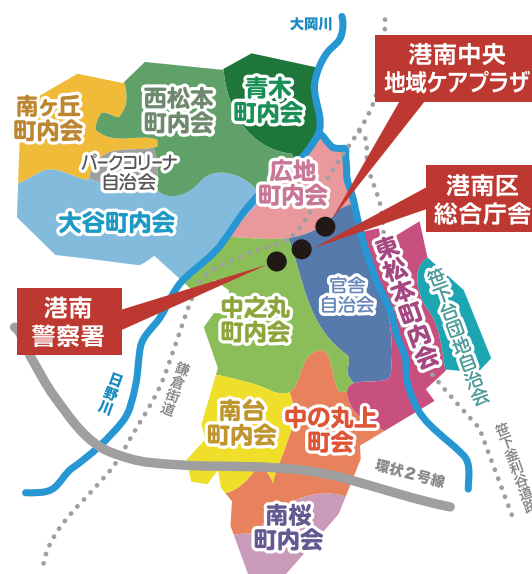 大岡川
港南中央
地域ケアプラザ
青木
町内会
西松本
町内会
南ヶ丘
町内会
パークコリーナ
自治会
広地
町内会
港南区
総合庁舎
大谷町内会
東松本町内会
笹下台団地自治会
官舎
自治会
港南
警察署
中之丸
町内会
日野川
鎌倉街道
南台
町内会
中の丸上
町会
笹下釜利谷道路
環状2号線
南桜
町内会